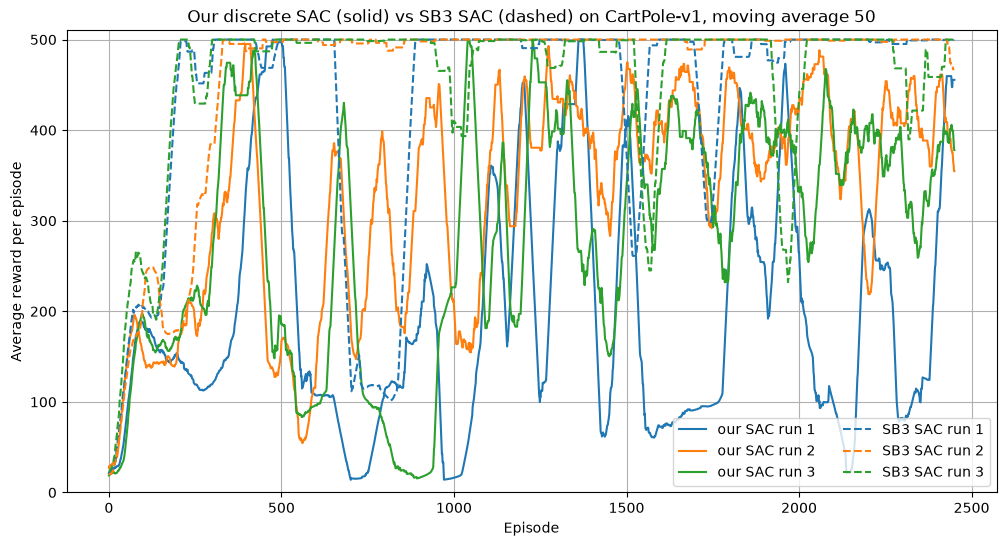 Our discrete SAC (solid) vs SB3 SAC (dashed) on CartPole-v1, moving average 50
Average reward per episode
500
400
300
200
100
0
0 500 1000 1500 2000 2500
Episode
our SAC run 1 SB3 SAC run 1
our SAC run 2 SB3 SAC run 2
our SAC run 3 SB3 SAC run 3